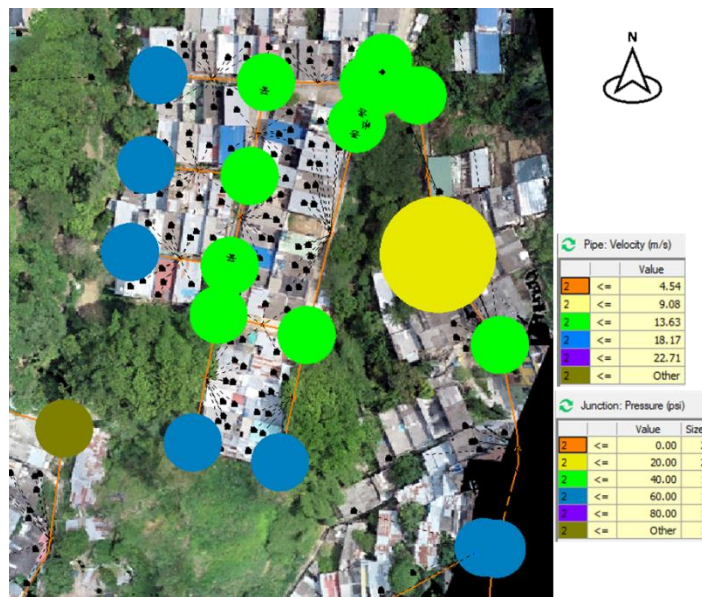 N
Pipe: Velocity (m/s)
Value
2 <= 4.54
2 <= 9.08
2 <= 13.63
2 <= 18.17
2 <= 22.71
2 <= Other
Junction: Pressure (psi)
Value Size
2 <= 0.00
2 <= 20.00
2 <= 40.00
2 <= 60.00
2 <= 80.00
2 <= Other